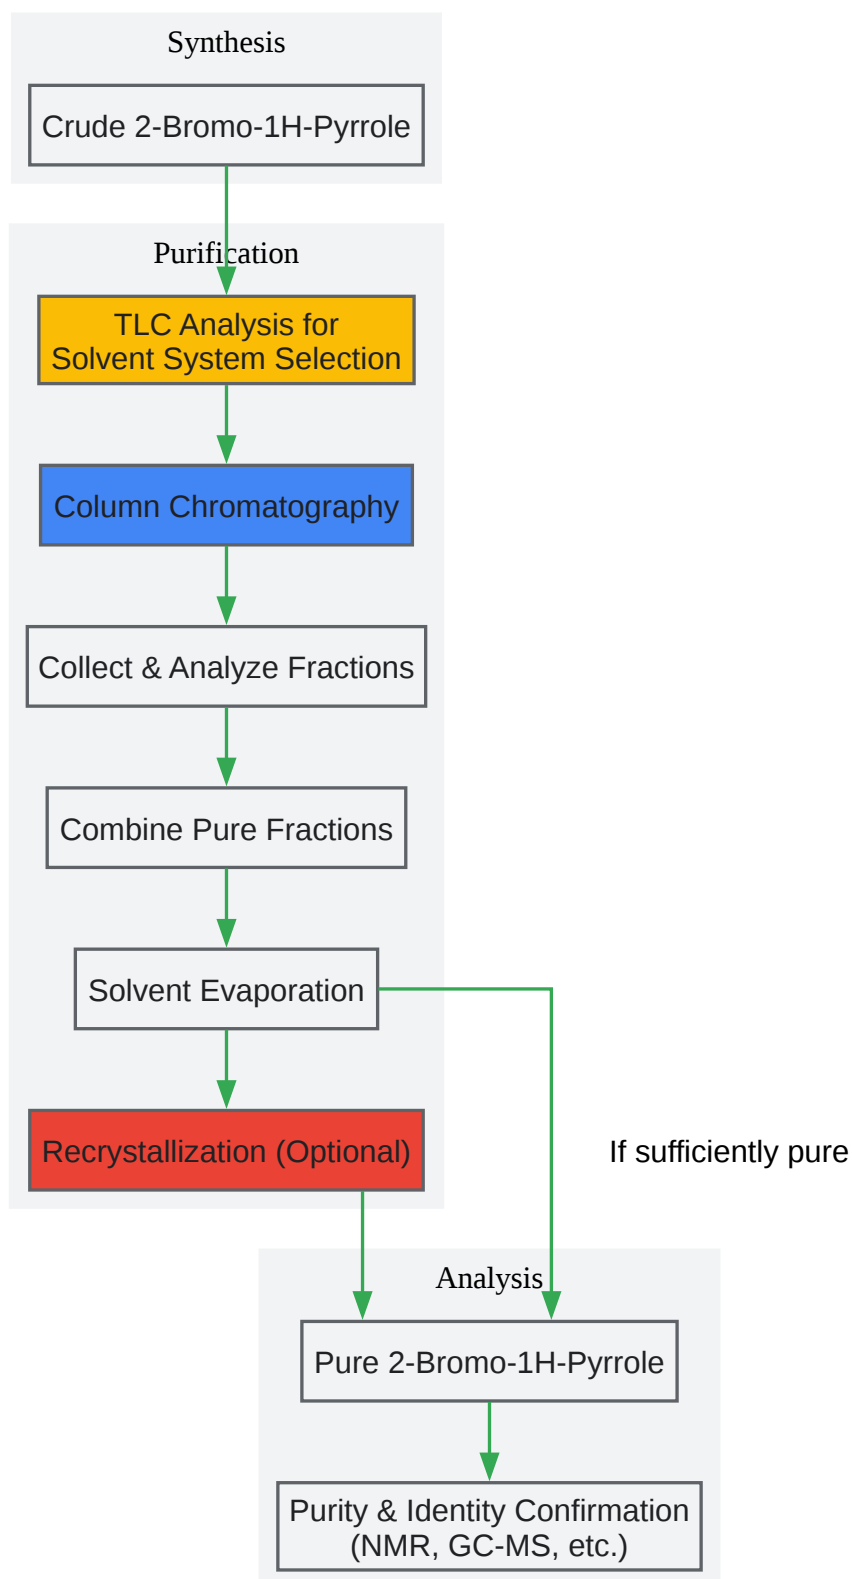 Synthesis
Crude 2-Bromo-1H-Pyrrole
Purification
TLC Analysis for
Solvent System Selection
Column Chromatography
Collect & Analyze Fractions
Combine Pure Fractions
Solvent Evaporation
Recrystallization (Optional)
If sufficiently pure
Analysis
Pure 2-Bromo-1H-Pyrrole
Purity & Identity Confirmation
(NMR, GC-MS, etc.)